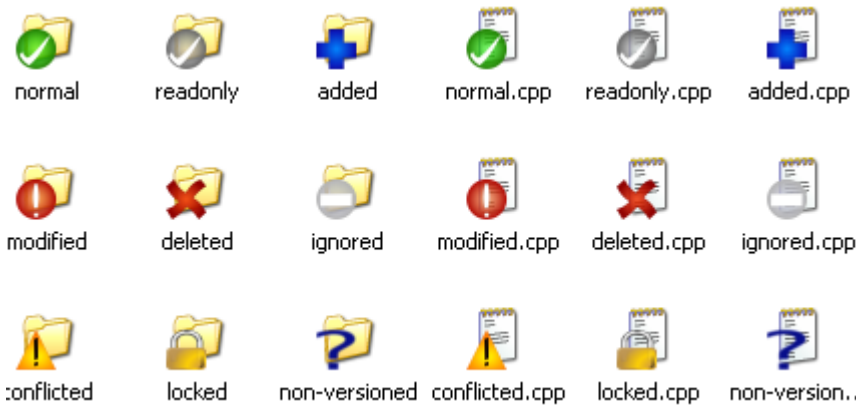 normal readonly added normal.cpp readonly.cpp added.cpp
modified deleted ignored modified.cpp deleted.cpp ignored.cpp
conflicted locked non-versioned conflicted.cpp locked.cpp non-version..